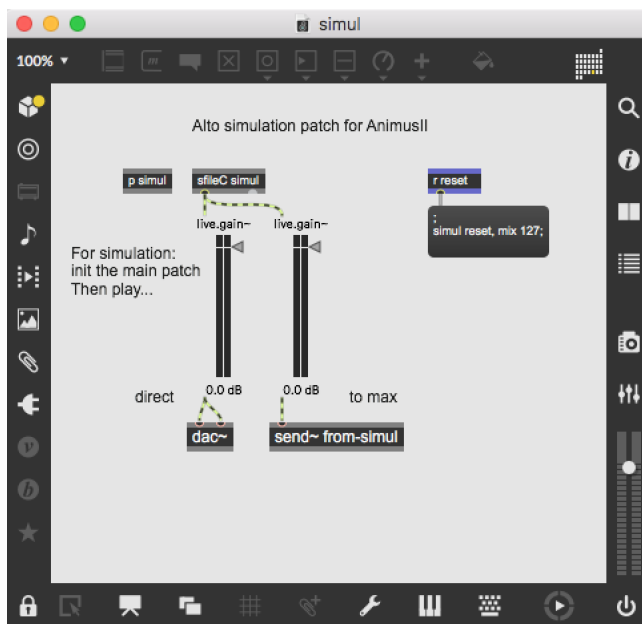 simul
100%
Alto simulation patch for AnimusII
p simul
sfileC simul
r reset
;
simul reset, mix 127;
live.gain~
live.gain~
For simulation:
init the main patch
Then play...
0.0 dB
0.0 dB
direct
to max
dac~
send~ from-simul